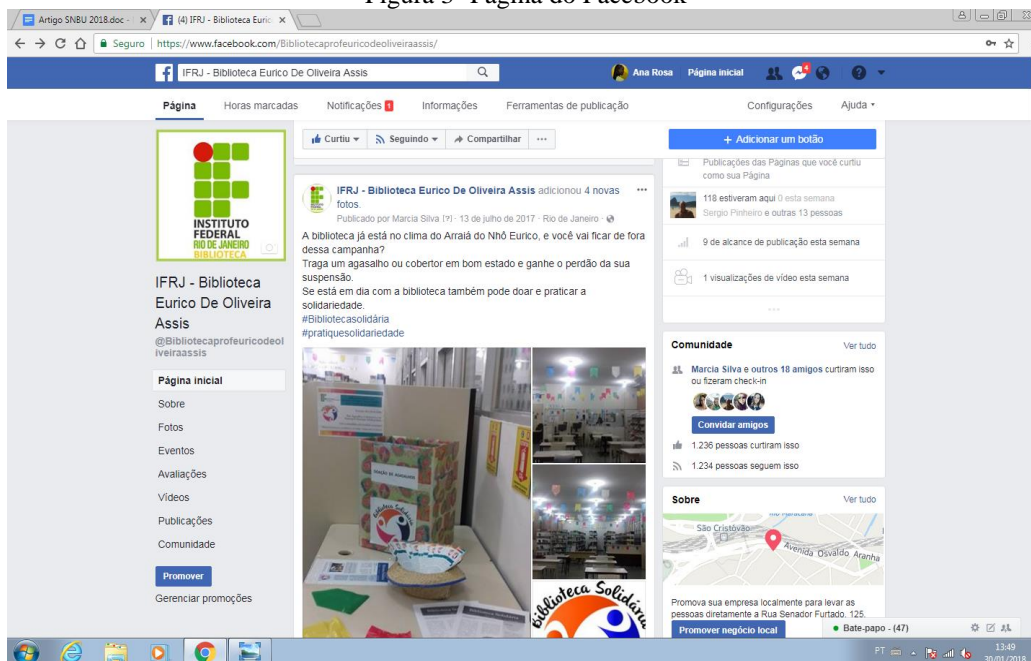 Figura 3- Página do Facebook
Artigo SNBU 2018.doc -
(4) IFRJ - Biblioteca Euric
Seguro
https://www.facebook.com/Bibliotecaprofeuricodeoliveiraassis/
IFRJ - Biblioteca Eurico De Oliveira Assis
Ana Rosa
Página inicial
4
Página
Horas marcadas
Notificações 1
Informações
Ferramentas de publicação
Configurações
Ajuda
INSTITUTO
FEDERAL
RIO DE JANEIRO
BIBLIOTECA
IFRJ - Biblioteca
Eurico De Oliveira
Assis
@Bibliotecaprofeuricodeol
iveiraassis
Página inicial
Sobre
Fotos
Eventos
Avaliações
Vídeos
Publicações
Comunidade
Promover
Gerenciar promoções
Curtiu
Seguindo
Compartilhar
...
IFRJ - Biblioteca Eurico De Oliveira Assis adicionou 4 novas
fotos.
Publicado por Marcia Silva [?] · 13 de julho de 2017 · Rio de Janeiro ·
A biblioteca já está no clima do Arraiá do Nhô Eurico, e você vai ficar de fora
dessa campanha?
Traga um agasalho ou cobertor em bom estado e ganhe o perdão da sua
suspensão.
Se está em dia com a biblioteca também pode doar e praticar a
solidariedade.
#Bibliotecasolidária
#pratiquesolidariedade
DOAÇÃO DE AGASALHOS
Biblioteca Solidária
Biblioteca Solidária
+ Adicionar um botão
Publicações das Páginas que você curtiu
como sua Página
118 estiveram aqui 0 esta semana
Sergio Pinheiro e outras 13 pessoas
9 de alcance de publicação esta semana
1 visualizações de vídeo esta semana
...
Comunidade
Ver tudo
Marcia Silva e outros 18 amigos curtiram isso
ou fizeram check-in
Convidar amigos
1.236 pessoas curtiram isso
1.234 pessoas seguem isso
Sobre
Ver tudo
São Cristóvão
Avenida Osvaldo Aranha
Promova sua empresa localmente para levar as
pessoas diretamente a Rua Senador Furtado, 125.
Promover negócio local
Bate-papo - (47)
PT
13:49
30/01/2018